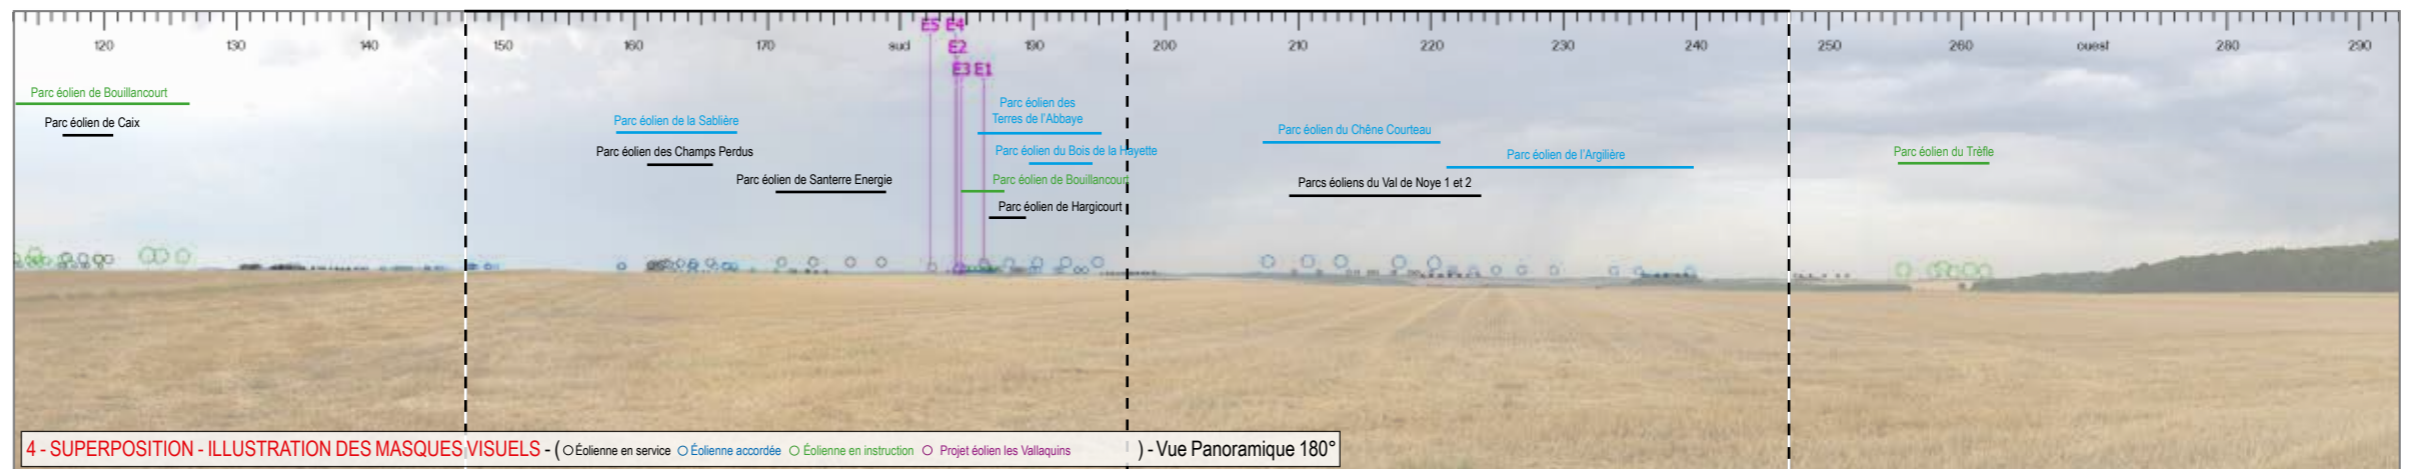 120 130 140 150 160 170 sud 190 200 210 220 230 240 250 260 ouest 280 290
E5 E4
E2
E3 E1
Parc éolien de Bouillancourt
Parc éolien de Caix
Parc éolien de la Sablière
Parc éolien des Champs Perdus
Parc éolien de Santerre Energie
Parc éolien des
Terres de l'Abbaye
Parc éolien du Bois de la Hayette
Parc éolien de Bouillancourt
Parc éolien de Hargicourt
Parc éolien du Chêne Courteau
Parc éolien de l'Argilière
Parcs éoliens du Val de Noye 1 et 2
Parc éolien du Trèfle
4 - SUPERPOSITION - ILLUSTRATION DES MASQUES VISUELS - ( Éolienne en service Éolienne accordée Éolienne en instruction Projet éolien les Vallaquins ) - Vue Panoramique 180°